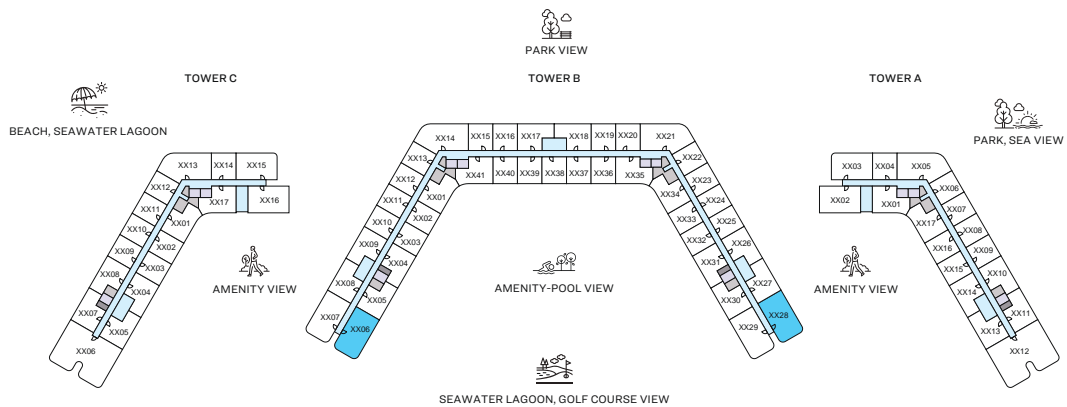 PARK VIEW
TOWER C
TOWER B
TOWER A
BEACH, SEAWATER LAGOON
PARK, SEA VIEW
XX13 XX14 XX15
XX12
XX11
XX10
XX09
XX08
XX07
XX06
XX05
XX04
XX03
XX02
XX01
XX17
XX16
AMENITY VIEW
XX14 XX15 XX16 XX17 XX18 XX19 XX20 XX21
XX13
XX12
XX11
XX10
XX09
XX08
XX07
XX06
XX05
XX04
XX03
XX02
XX01
XX41 XX40 XX39 XX38 XX37 XX36 XX35
XX22
XX23
XX24
XX25
XX26
XX27
XX28
XX29
XX30
XX31
XX32
XX33
XX34
AMENITY-POOL VIEW
SEAWATER LAGOON, GOLF COURSE VIEW
AMENITY VIEW
XX03 XX04 XX05
XX02 XX01
XX06
XX07
XX08
XX09
XX10
XX11
XX12
XX13
XX14
XX15
XX16
XX17